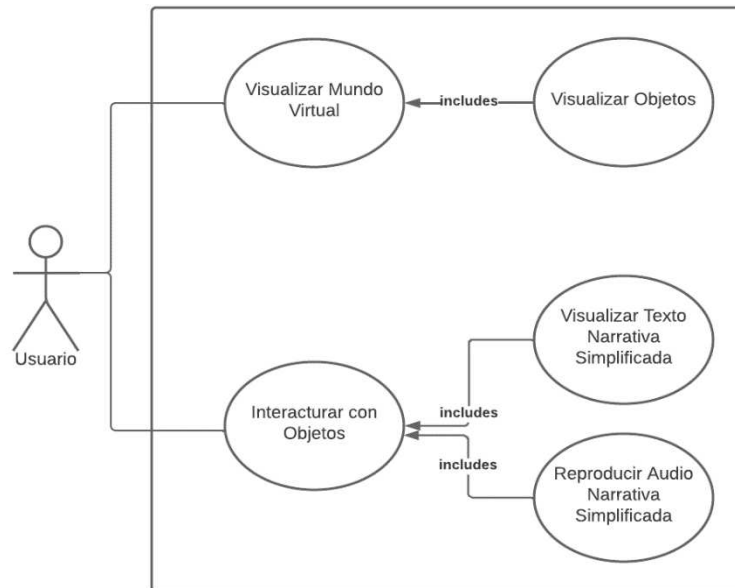 Visualizar Mundo
Virtual
includes
Visualizar Objetos
Usuario
Visualizar Texto
Narrativa
Simplificada
includes
Interacturar con
Objetos
includes
Reproducir Audio
Narrativa
Simplificada